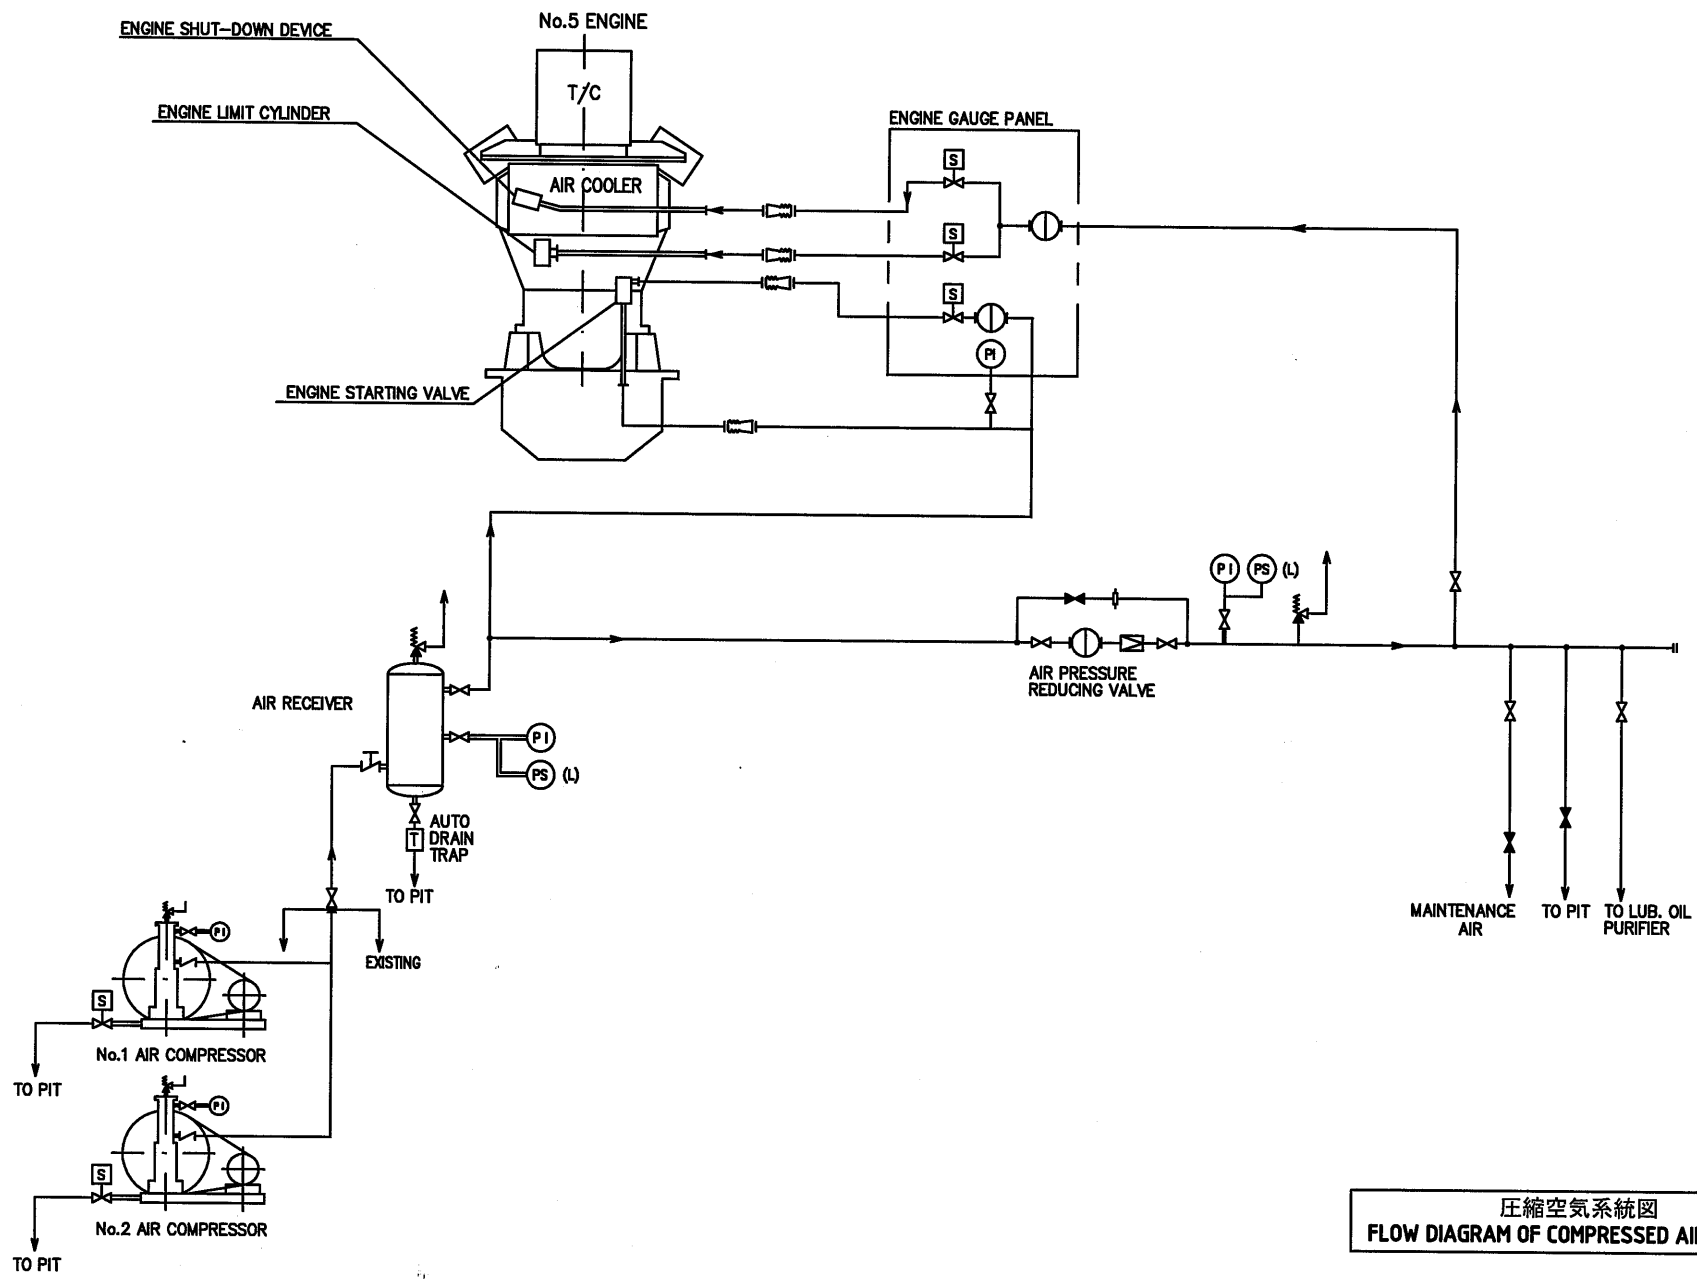 No.5 ENGINE
ENGINE SHUT-DOWN DEVICE
T/C
ENGINE LIMIT CYLINDER
ENGINE GAUGE PANEL
S
AIR COOLER
S
S
PI
ENGINE STARTING VALVE
PI
PS
(L)
AIR PRESSURE
REDUCING VALVE
AIR RECEIVER
PI
PS
(L)
AUTO
DRAIN
TRAP
T
TO PIT
MAINTENANCE
AIR
TO PIT
TO LUB. OIL
PURIFIER
PI
EXISTING
S
No.1 AIR COMPRESSOR
TO PIT
PI
S
No.2 AIR COMPRESSOR
TO PIT
圧縮空気系統図
FLOW DIAGRAM OF COMPRESSED